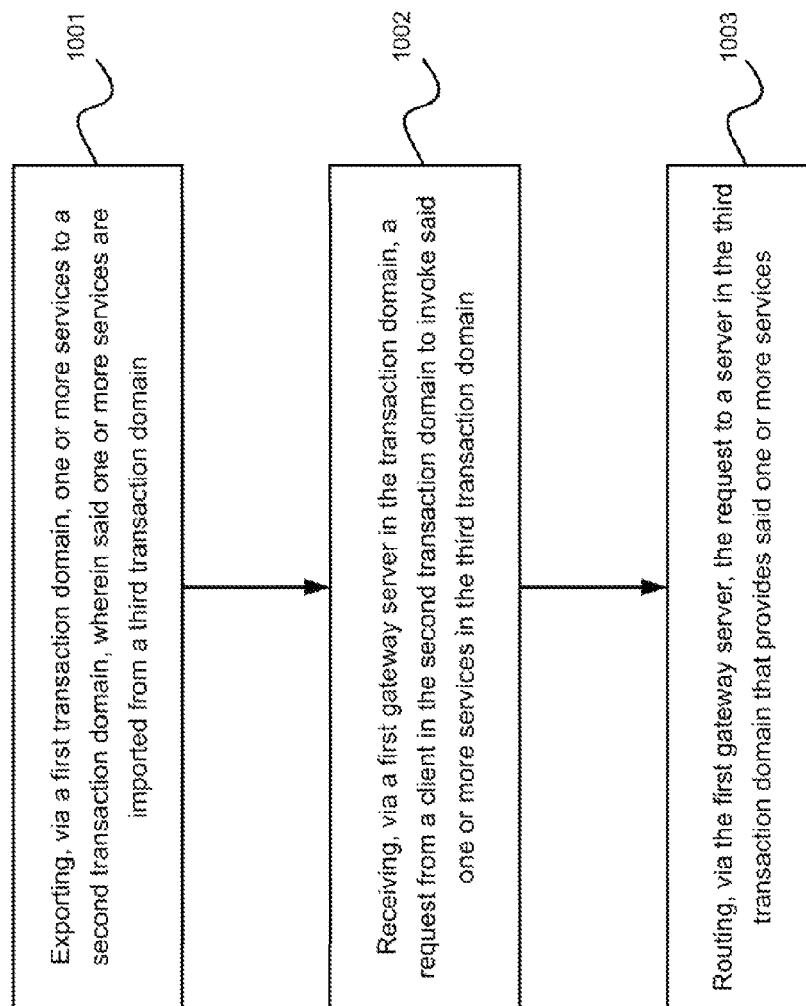 Exporting, via a first transaction domain, one or more services to a
second transaction domain, wherein said one or more services are
imported from a third transaction domain
1001
Receiving, via a first gateway server in the transaction domain, a
request from a client in the second transaction domain to invoke said
one or more services in the third transaction domain
1002
Routing, via the first gateway server, the request to a server in the third
transaction domain that provides said one or more services
1003